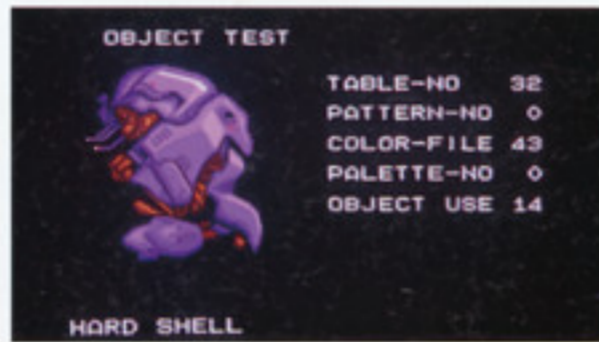 OBJECT TEST
TABLE-NO 32
PATTERN-NO 0
COLOR-FILE 43
PALETTE-NO 0
OBJECT USE 14
HARD SHELL